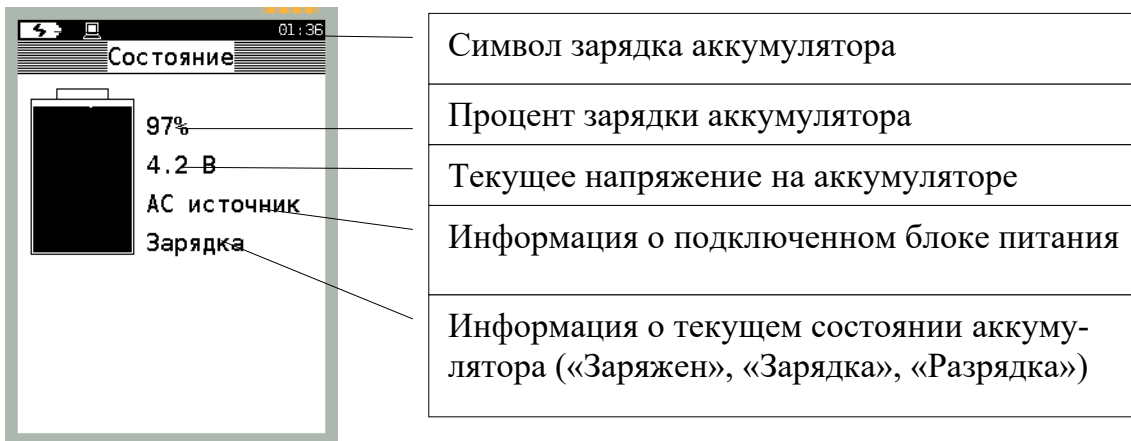 01:36
Состояние
97%
4.2 В
АС источник
Зарядка
Символ зарядка аккумулятора
Процент зарядки аккумулятора
Текущее напряжение на аккумуляторе
Информация о подключенном блоке питания
Информация о текущем состоянии аккуму-
лятора («Заряжен», «Зарядка», «Разрядка»)